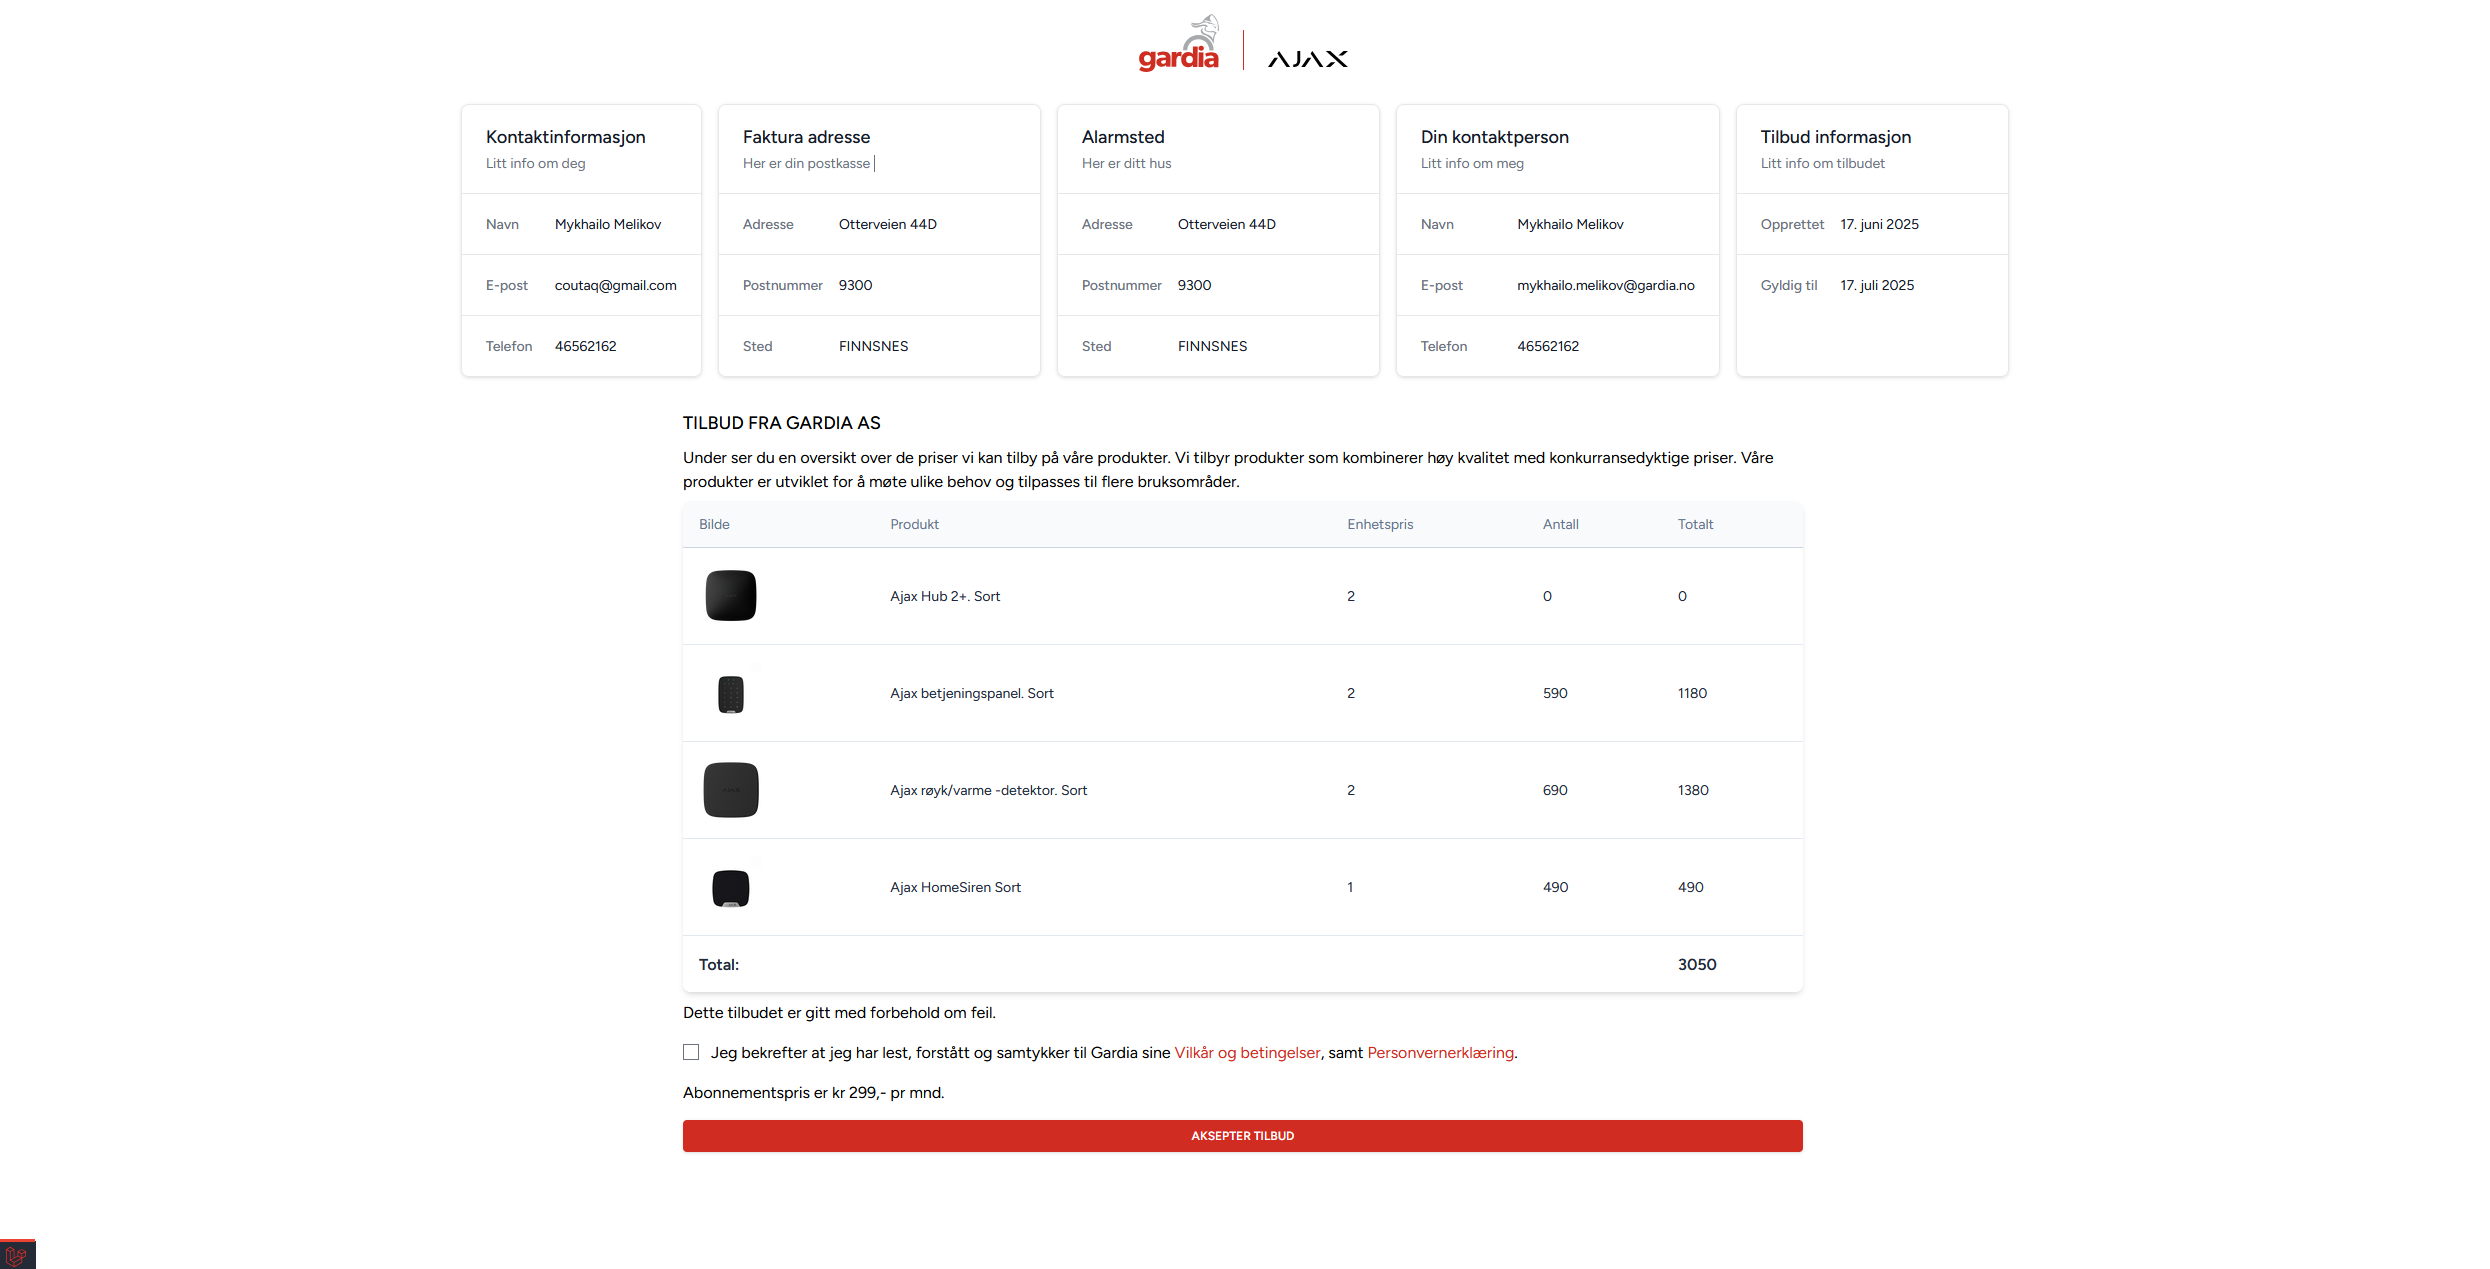 gardia
AJAX
Kontaktinformasjon
Litt info om deg
Navn Mykhailo Melikov
E-post coutaq@gmail.com
Telefon 46562162
Faktura adresse
Her er din postkasse
Adresse Otterveien 44D
Postnummer 9300
Sted FINNSNES
Alarmsted
Her er ditt hus
Adresse Otterveien 44D
Postnummer 9300
Sted FINNSNES
Din kontaktperson
Litt info om meg
Navn Mykhailo Melikov
E-post mykhailo.melikov@gardia.no
Telefon 46562162
Tilbud informasjon
Litt info om tilbudet
Opprettet 17. juni 2025
Gyldig til 17. juli 2025
TILBUD FRA GARDIA AS
Under ser du en oversikt over de priser vi kan tilby på våre produkter. Vi tilbyr produkter som kombinerer høy kvalitet med konkurransedyktige priser. Våre
produkter er utviklet for å møte ulike behov og tilpasses til flere bruksområder.
Bilde Produkt Enhetspris Antall Totalt
Ajax Hub 2+. Sort 2 0 0
Ajax betjeningspanel. Sort 2 590 1180
Ajax røyk/varme -detektor. Sort 2 690 1380
Ajax HomeSiren Sort 1 490 490
Total: 3050
Dette tilbudet er gitt med forbehold om feil.
Jeg bekrefter at jeg har lest, forstått og samtykker til Gardia sine Vilkår og betingelser, samt Personvernerklæring.
Abonnementspris er kr 299,- pr mnd.
AKSEPTER TILBUD